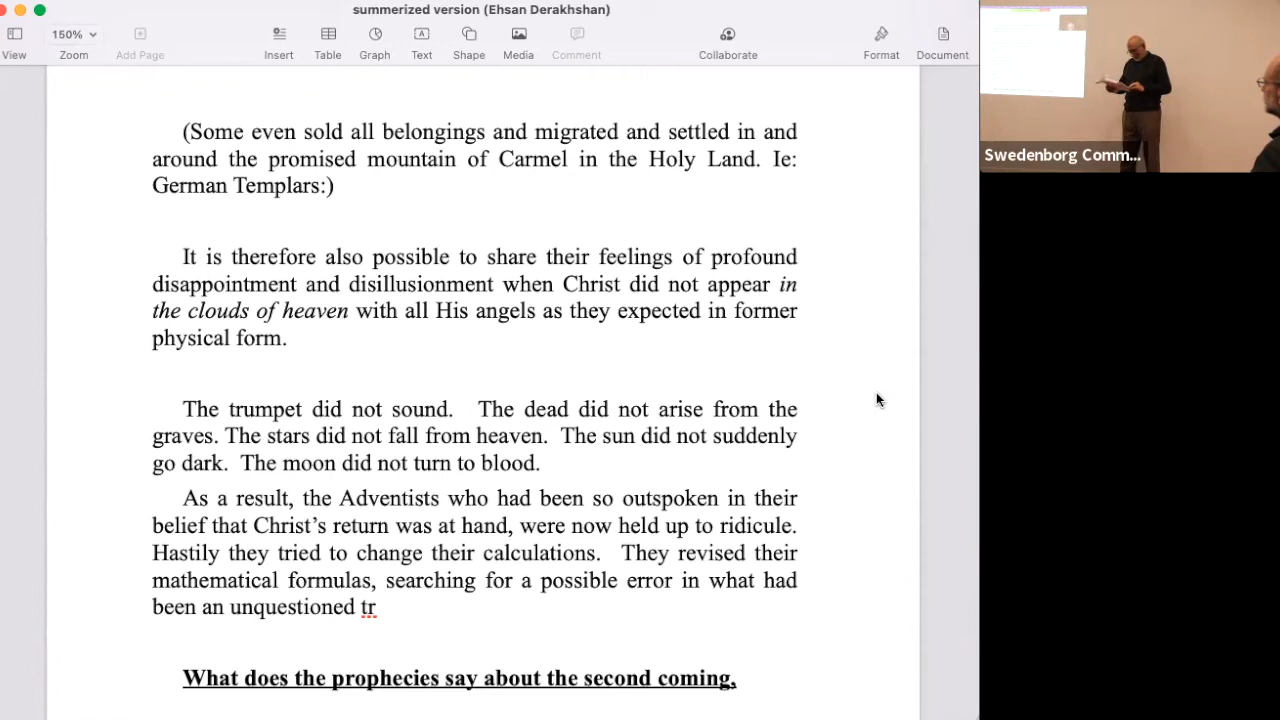 summerized version (Ehsan Derakhshan)
150%
View
Zoom
Add Page
Insert
Table
Graph
Text
Shape
Media
Comment
Collaborate
Format
Document
(Some even sold all belongings and migrated and settled in and
around the promised mountain of Carmel in the Holy Land. Ie:
German Templars:)
It is therefore also possible to share their feelings of profound
disappointment and disillusionment when Christ did not appear in
the clouds of heaven with all His angels as they expected in former
physical form.
The trumpet did not sound. The dead did not arise from the
graves. The stars did not fall from heaven. The sun did not suddenly
go dark. The moon did not turn to blood.
As a result, the Adventists who had been so outspoken in their
belief that Christ's return was at hand, were now held up to ridicule.
Hastily they tried to change their calculations. They revised their
mathematical formulas, searching for a possible error in what had
been an unquestioned tr
What does the prophecies say about the second coming,
Swedenborg Comm...